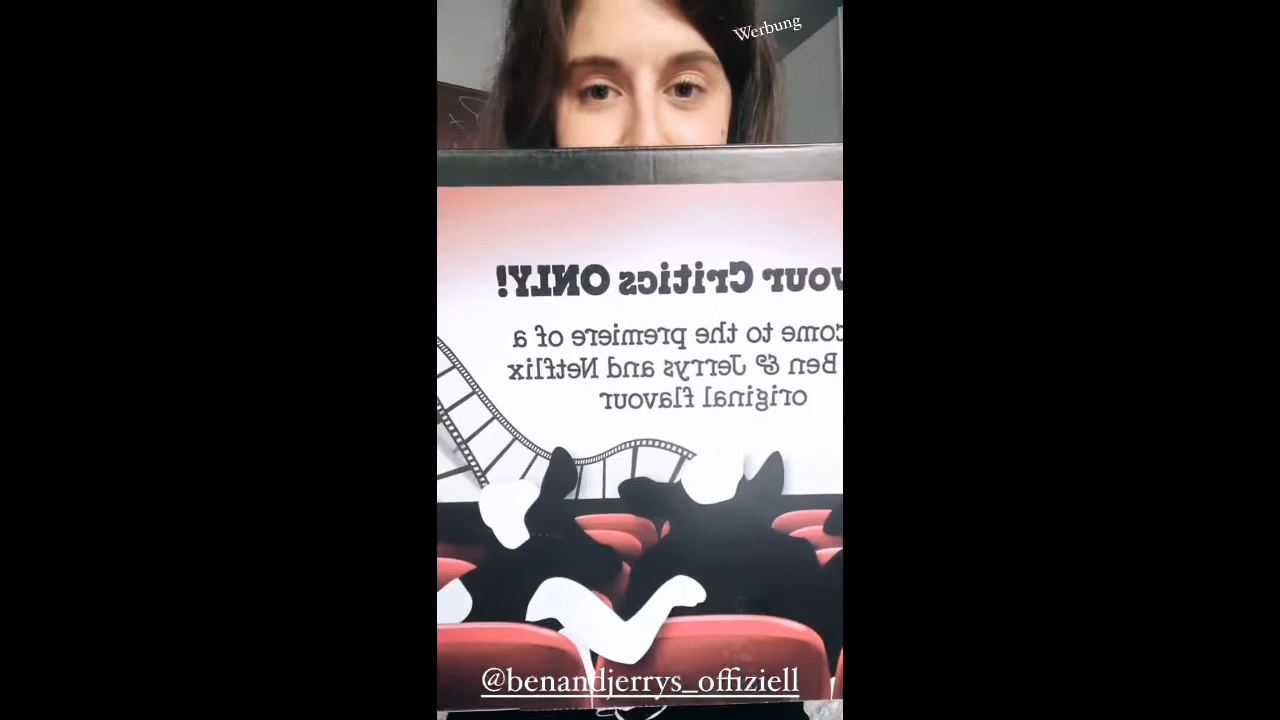 Werbung
vour Critics ONLY!
come to the premiere of a
Ben & Jerrys and Netflix
original flavour
@benandjerrys_offiziell